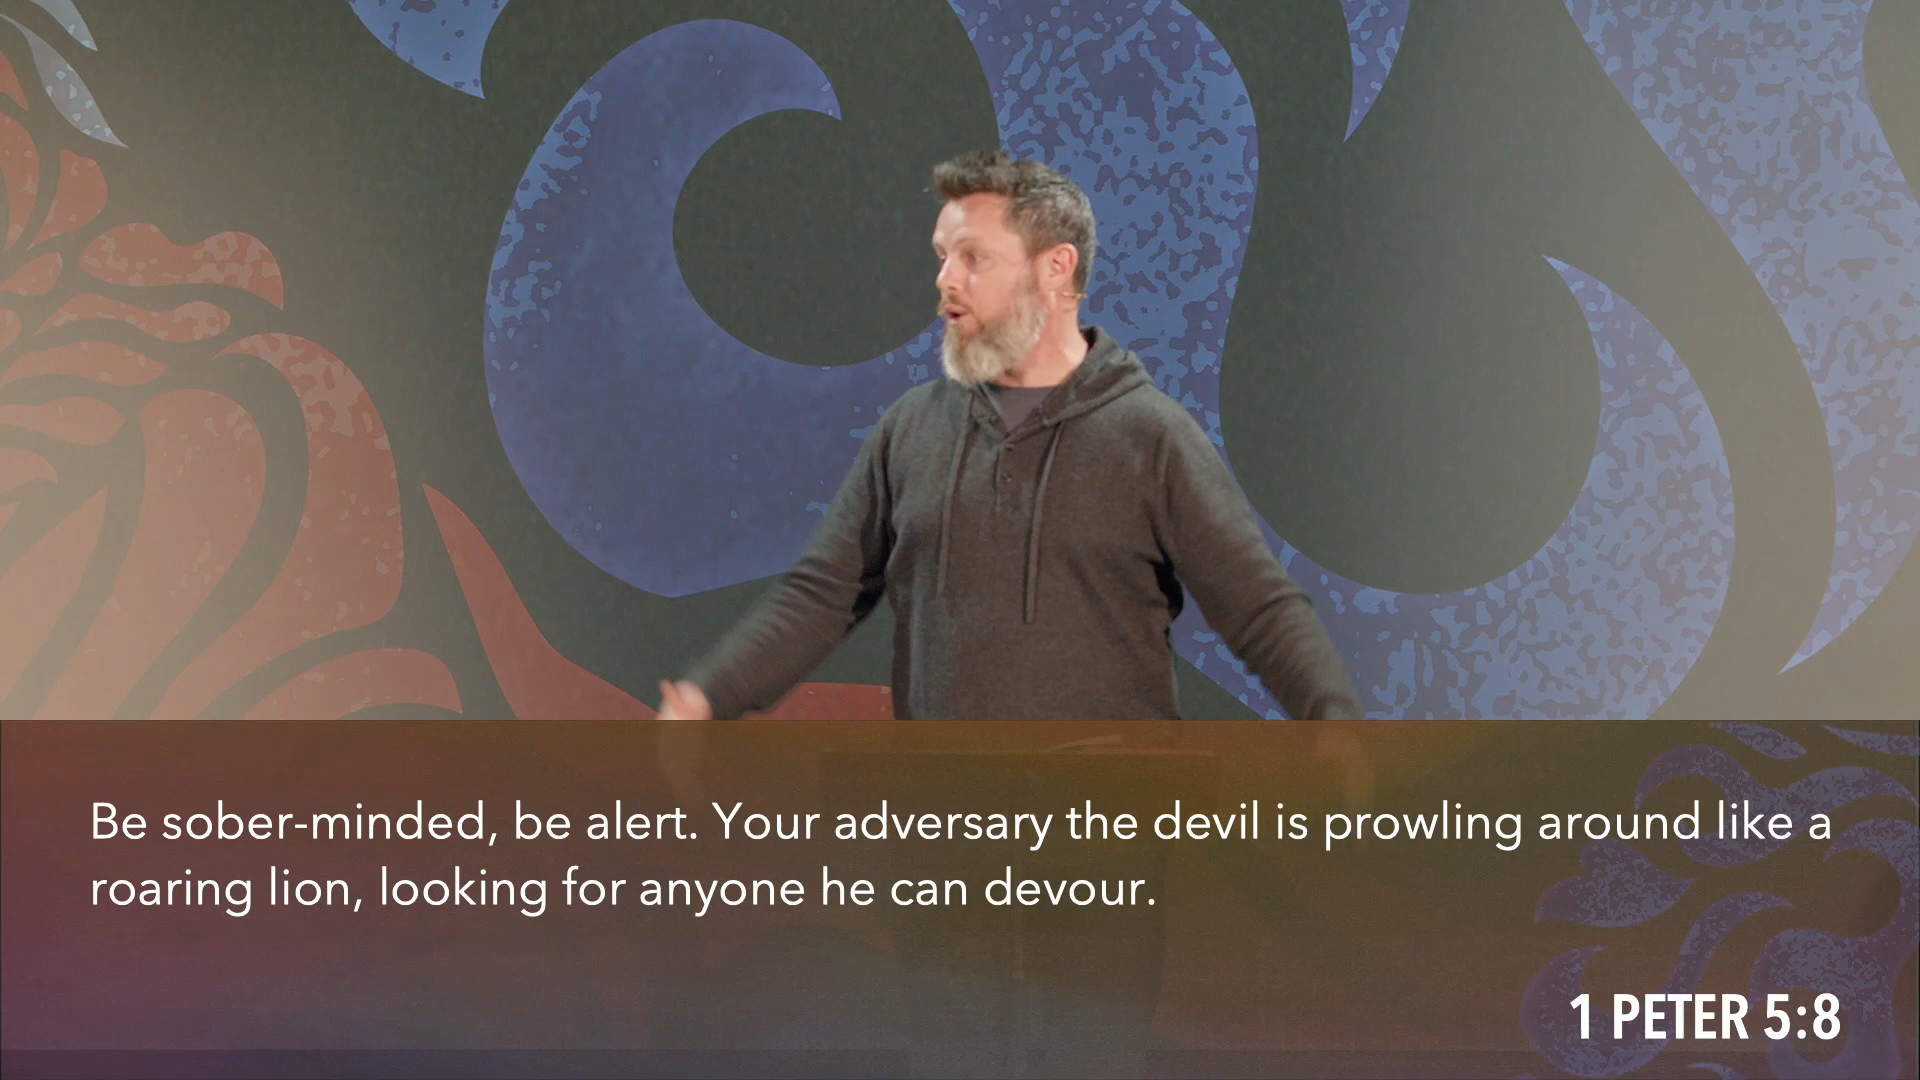 Be sober-minded, be alert. Your adversary the devil is prowling around like a
roaring lion, looking for anyone he can devour.
1 PETER 5:8